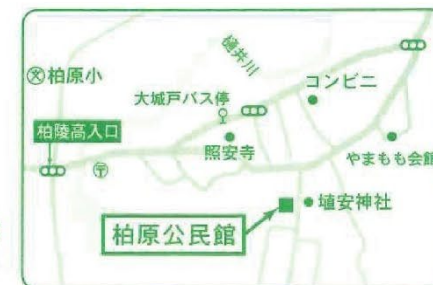 樋井川
㊫柏原小
コンビニ
大城戸バス停
柏陵高入口
照安寺
やまもも会館
〒
埴安神社
柏原公民館